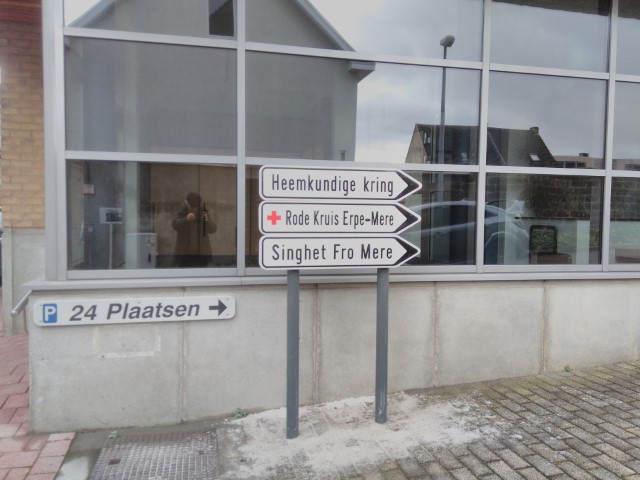 Heemkundige kring
Rode Kruis Erpe-Mere
Singhet Fro Mere
P 24 Plaatsen